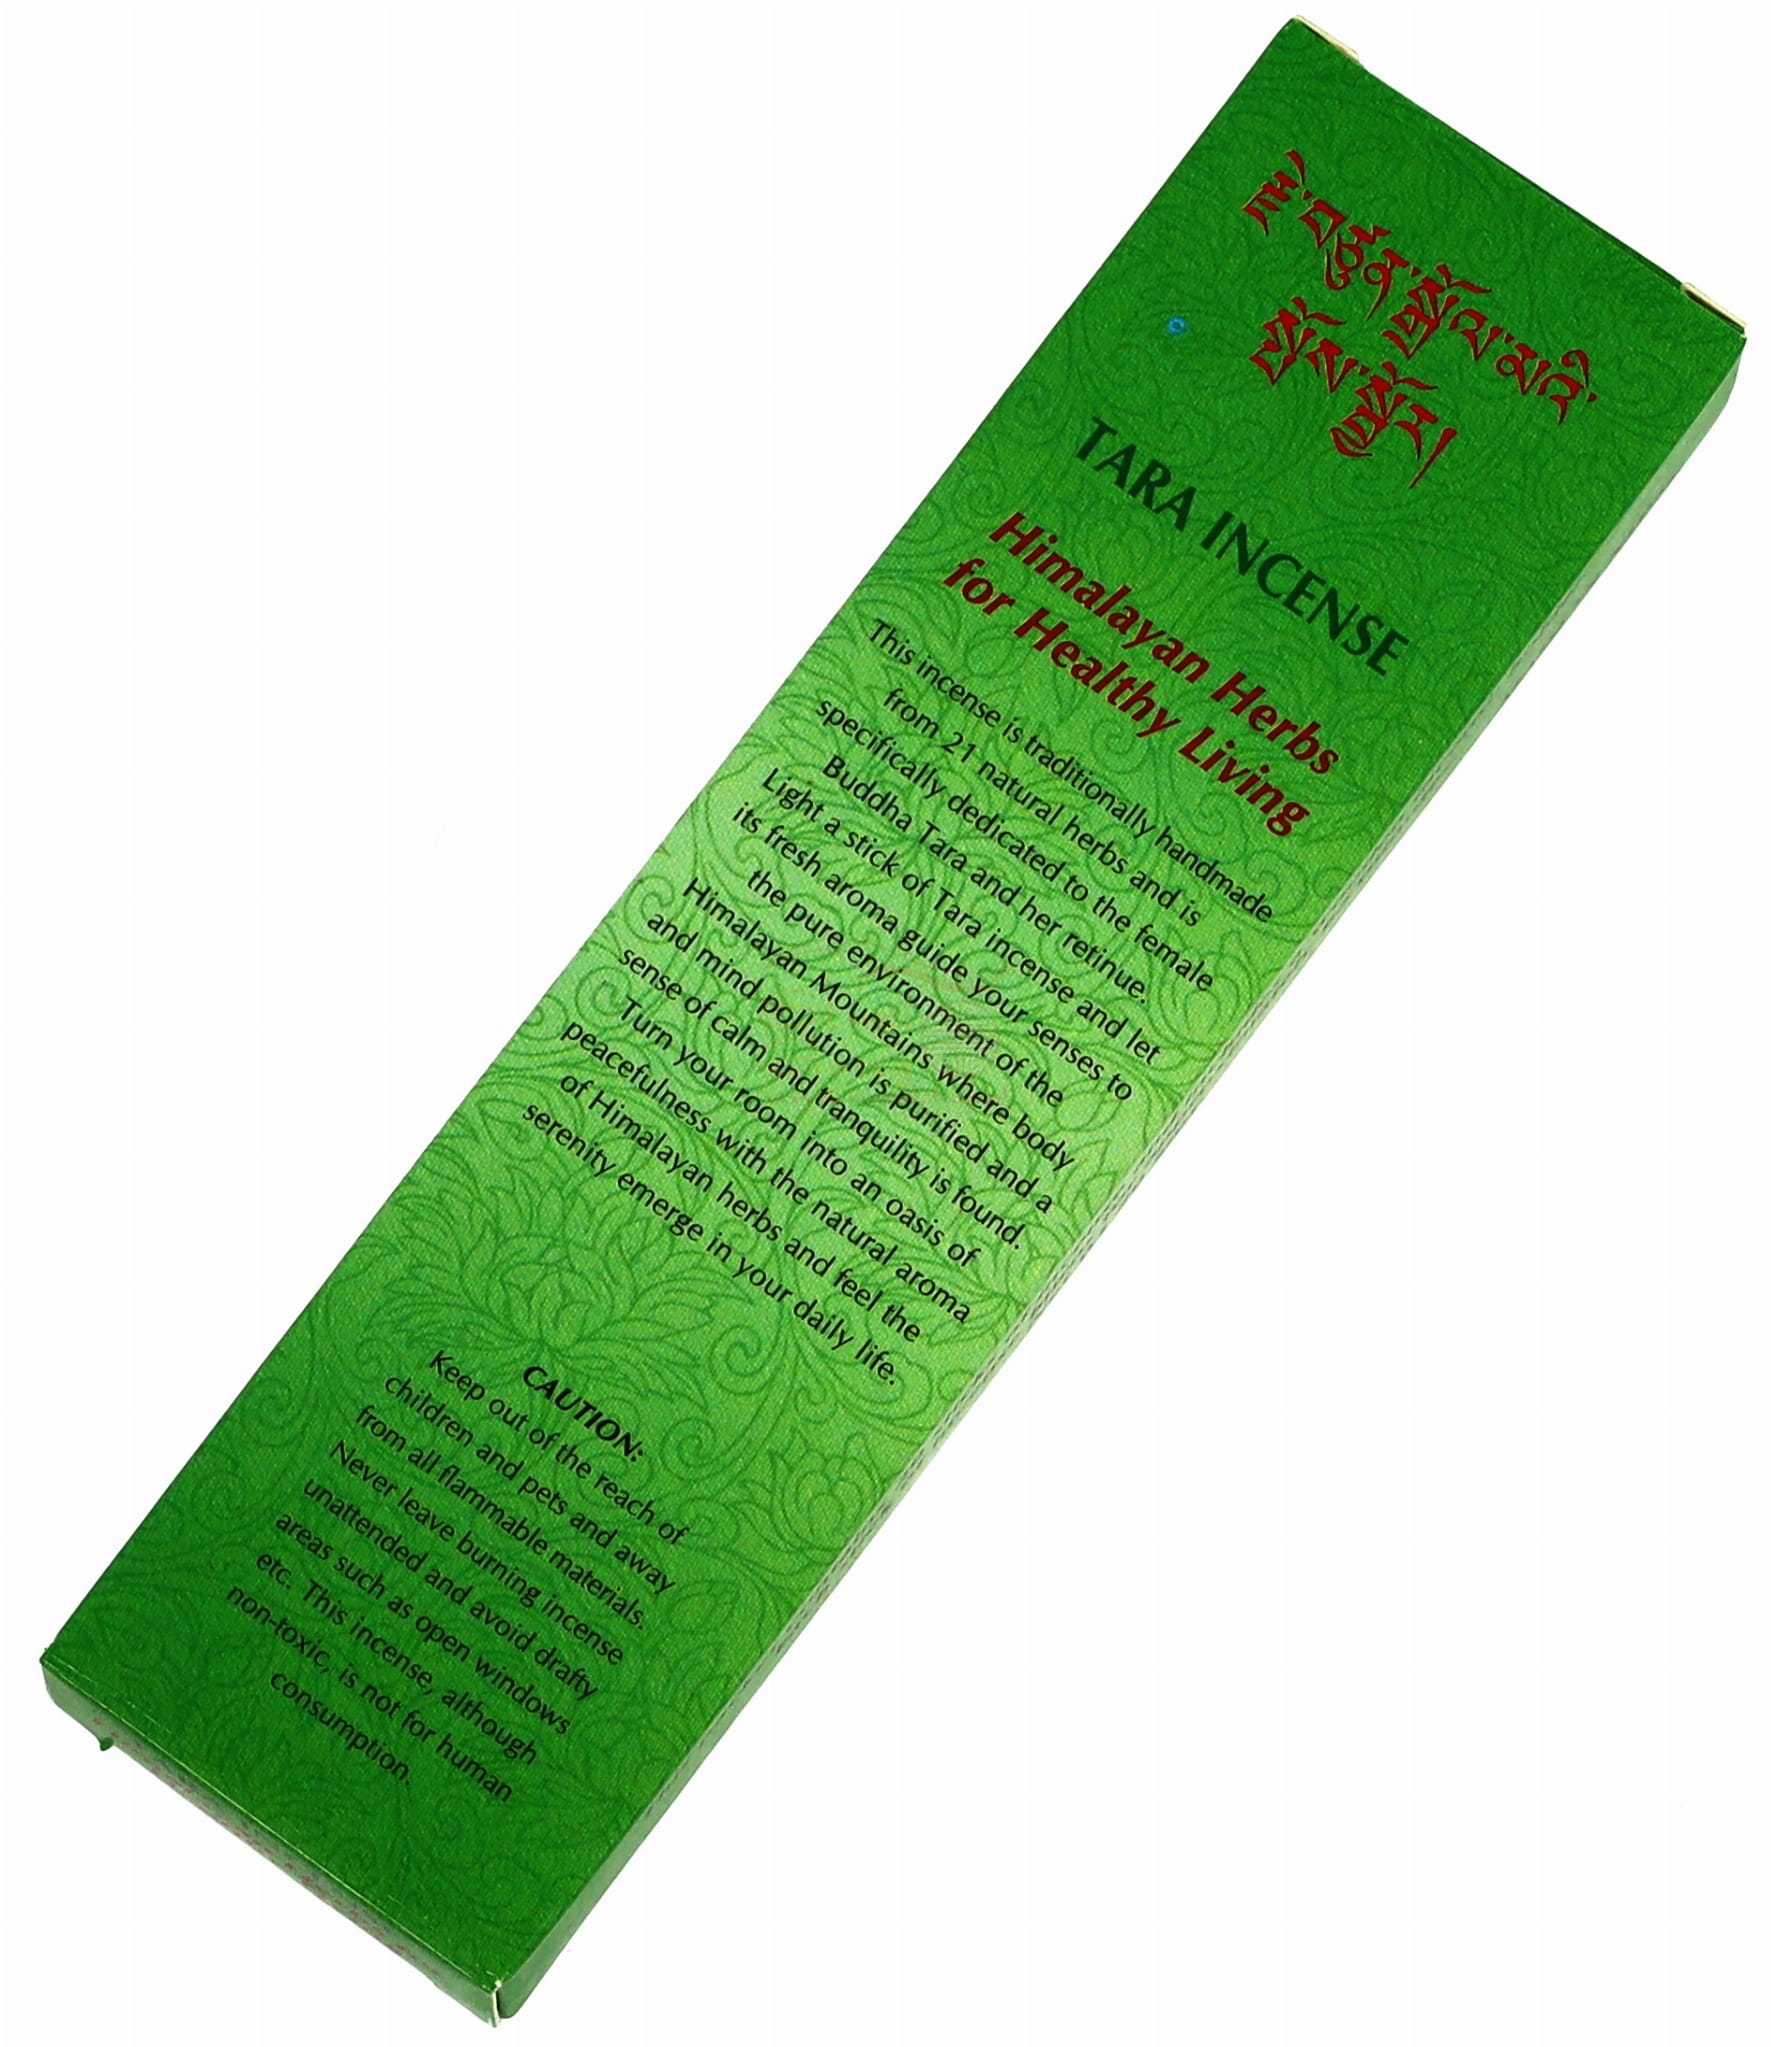 རྗེ་བཙུན་སྒྲོལ་མའི་
སྤོས་སྦྱོར།
TARA INCENSE
Himalayan Herbs
for Healthy Living
This incense is traditionally handmade
from 21 natural herbs and is
specifically dedicated to the female
Buddha Tara and her retinue.
Light a stick of Tara incense and let
its fresh aroma guide your senses to
the pure environment of the
Himalayan Mountains where body
and mind pollution is purified and a
sense of calm and tranquility is found.
Turn your room into an oasis of
peacefulness with the natural aroma
of Himalayan herbs and feel the
serenity emerge in your daily life.
CAUTION:
Keep out of the reach of
children and pets and away
from all flammable materials.
Never leave burning incense
unattended and avoid drafty
areas such as open windows
etc. This incense, although
non-toxic, is not for human
consumption.